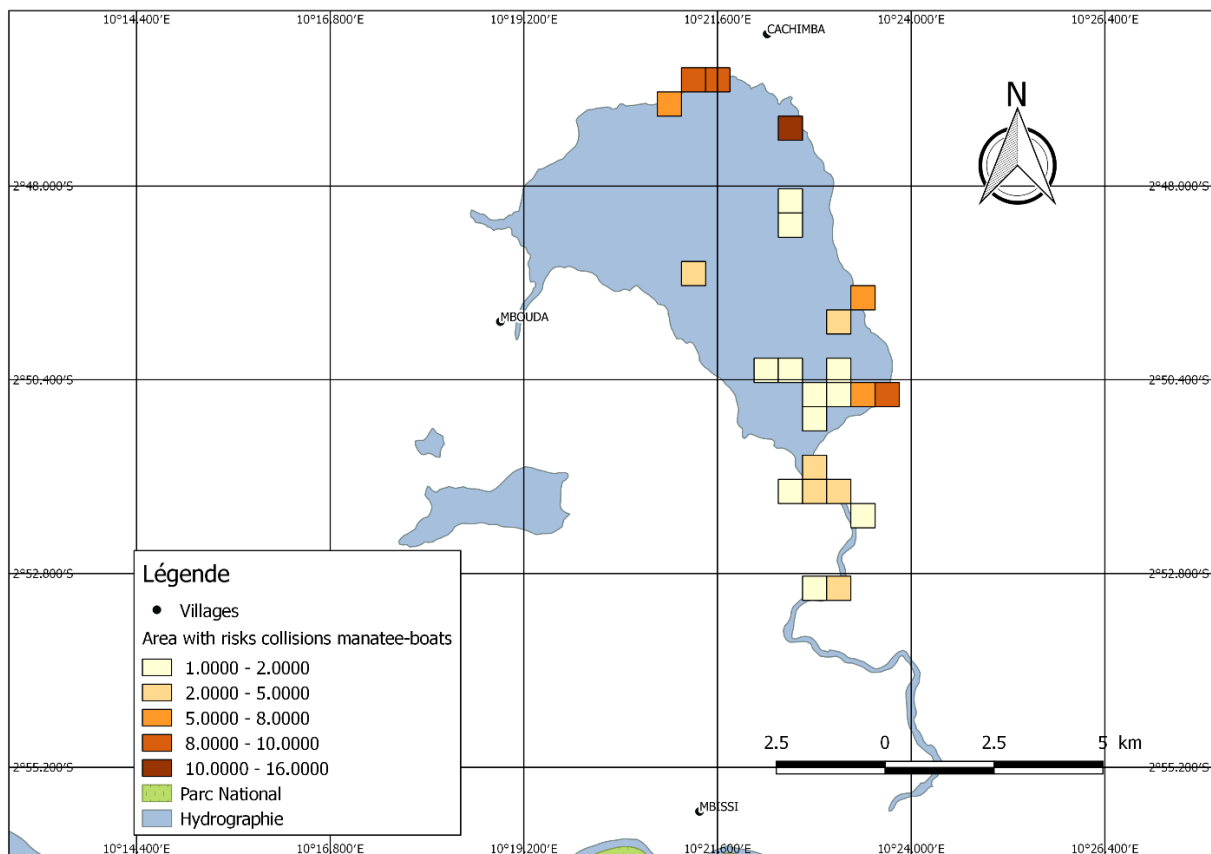 10°14.400'E 10°16.800'E 10°19.200'E 10°21.600'E 10°24.000'E 10°26.400'E
CACHIMBA
N
2°48.000'S 2°48.000'S
MBOUDA
2°50.400'S 2°50.400'S
2°52.800'S 2°52.800'S
Légende
Villages
Area with risks collisions manatee-boats
1.0000 - 2.0000
2.0000 - 5.0000
5.0000 - 8.0000
8.0000 - 10.0000
10.0000 - 16.0000
Parc National
Hydrographie
2.5 0 2.5 5 km
2°55.200'S 2°55.200'S
MBISSI
10°14.400'E 10°16.800'E 10°19.200'E 10°21.600'E 10°24.000'E 10°26.400'E